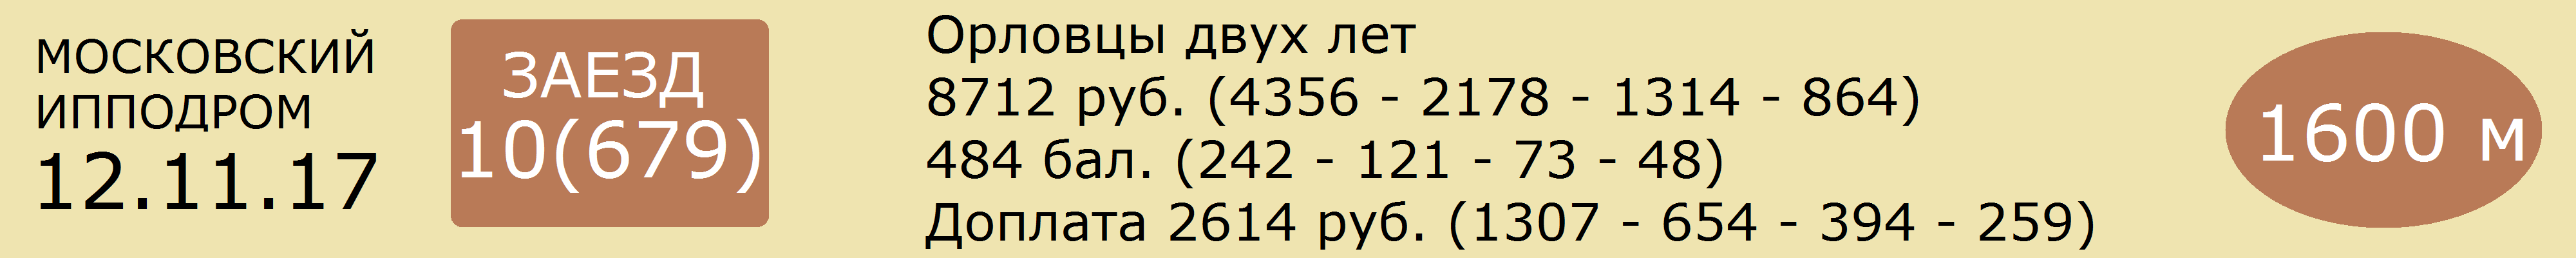 МОСКОВСКИЙ
ИППОДРОМ
12.11.17
ЗАЕЗД
10(679)
Орловцы двух лет
8712 руб. (4356 - 2178 - 1314 - 864)
484 бал. (242 - 121 - 73 - 48)
Доплата 2614 руб. (1307 - 654 - 394 - 259)
1600 м